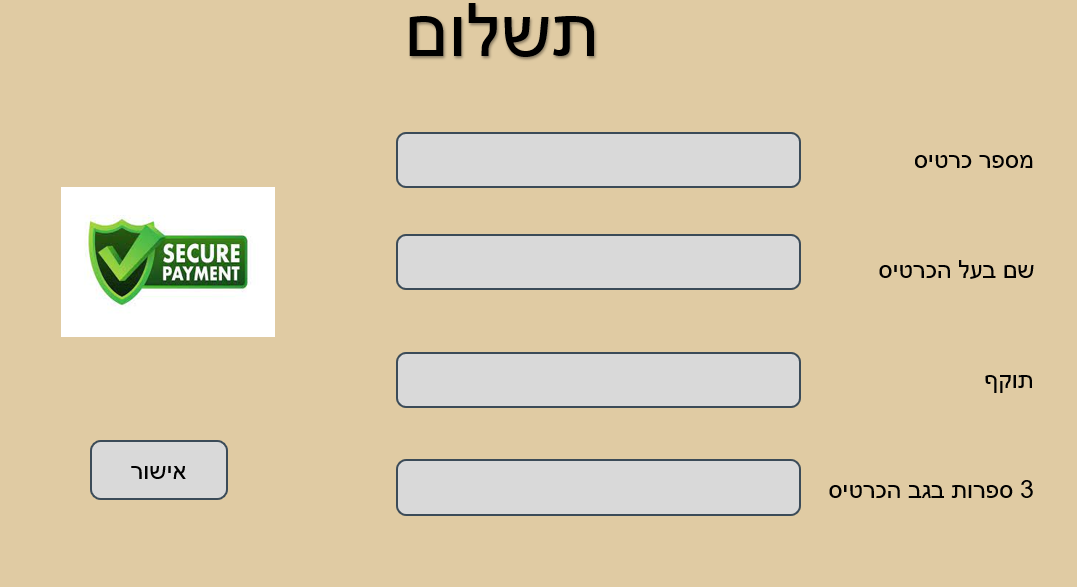 תשלום
מספר כרטיס
שם בעל הכרטיס
תוקף
3 ספרות בגב הכרטיס
SECURE
PAYMENT
אישור